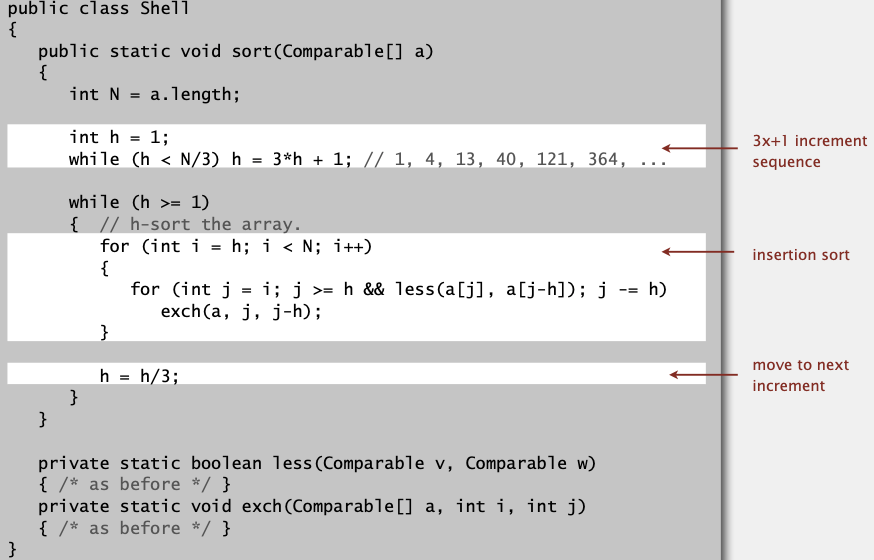 public class Shell
{
   public static void sort(Comparable[] a)
   {
      int N = a.length;

      int h = 1;
      while (h < N/3) h = 3*h + 1; // 1, 4, 13, 40, 121, 364, ...
3x+1 increment
sequence

      while (h >= 1)
      {  // h-sort the array.
         for (int i = h; i < N; i++)
insertion sort
         {
            for (int j = i; j >= h && less(a[j], a[j-h]); j -= h)
               exch(a, j, j-h);
         }

         h = h/3;
move to next
increment
      }
   }

   private static boolean less(Comparable v, Comparable w)
   { /* as before */ }
   private static void exch(Comparable[] a, int i, int j)
   { /* as before */ }
}